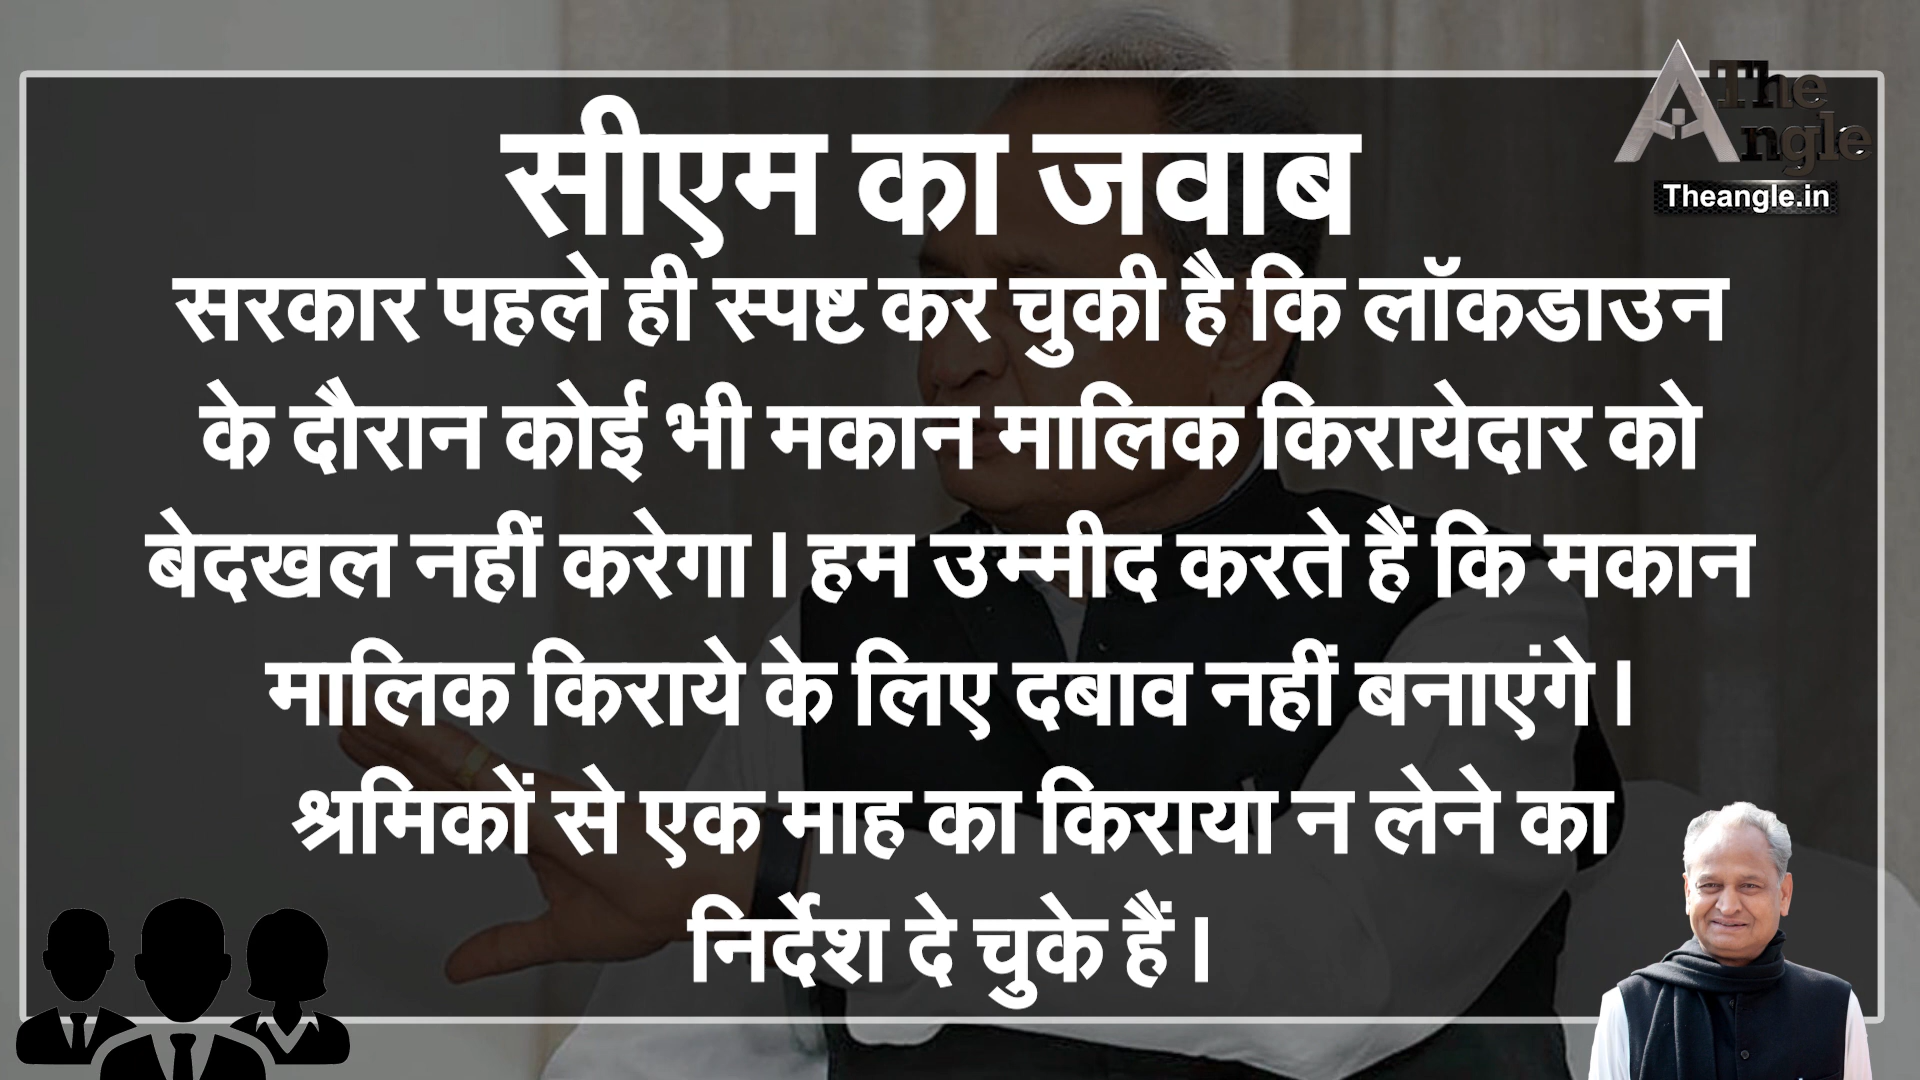 The
Angle
Theangle.in
सीएम का जवाब
सरकार पहले ही स्पष्ट कर चुकी है कि लॉकडाउन
के दौरान कोई भी मकान मालिक किरायेदार को
बेदखल नहीं करेगा। हम उम्मीद करते हैं कि मकान
मालिक किराये के लिए दबाव नहीं बनाएंगे।
श्रमिकों से एक माह का किराया न लेने का
निर्देश दे चुके हैं।